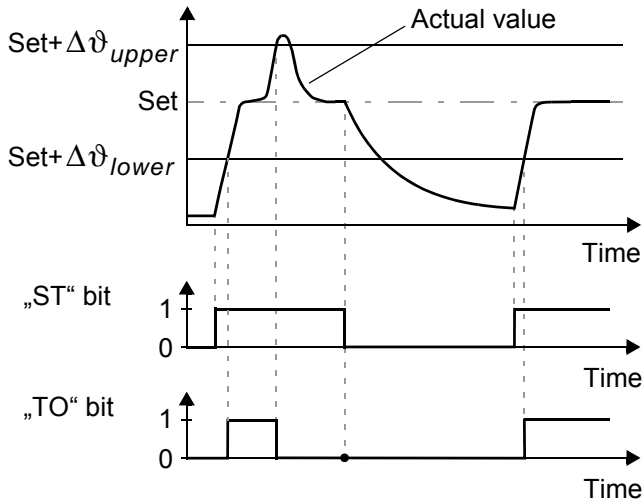 Actual value
Set+Δϑupper
Set
Set+Δϑlower
Time
„ST“ bit
1
0
Time
„TO“ bit
1
0
Time